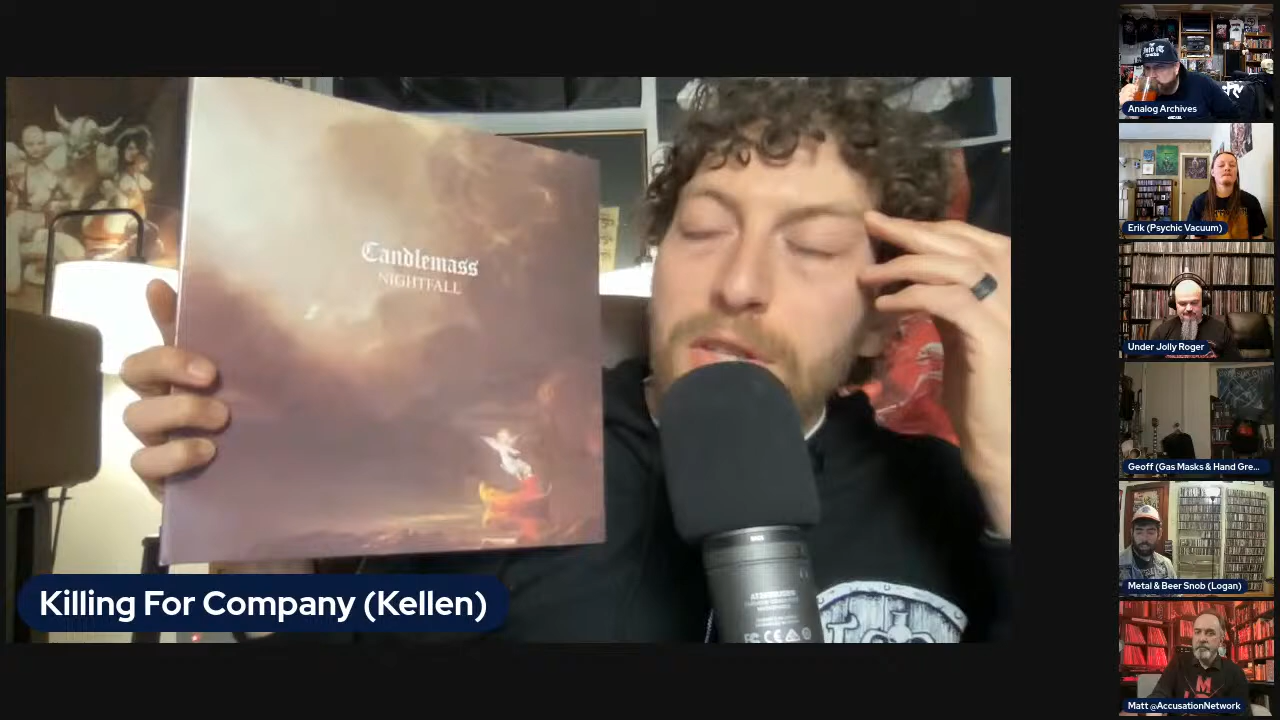 Candlemass
NIGHTFALL
Killing For Company (Kellen)
Analog Archives
Erik (Psychic Vacuum)
Under Jolly Roger
Geoff (Gas Masks & Hand Gre...
Metal & Beer Snob (Logan)
Matt @AccusationNetwork